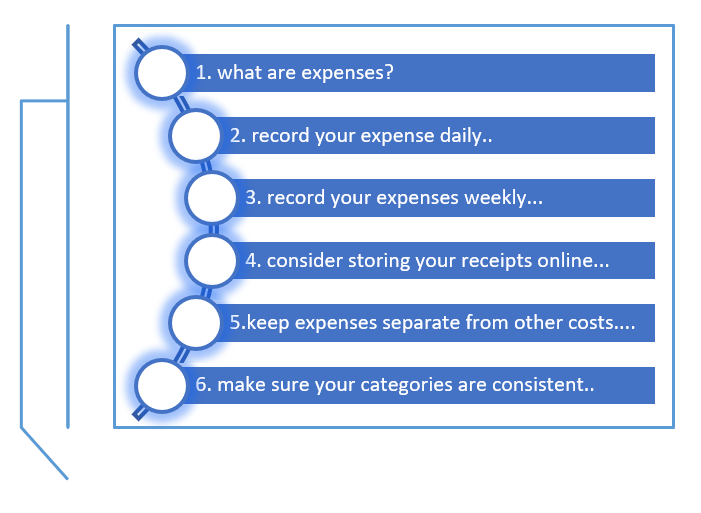 1. what are expenses?
2. record your expense daily..
3. record your expenses weekly...
4. consider storing your receipts online...
5.keep expenses separate from other costs....
6. make sure your categories are consistent..